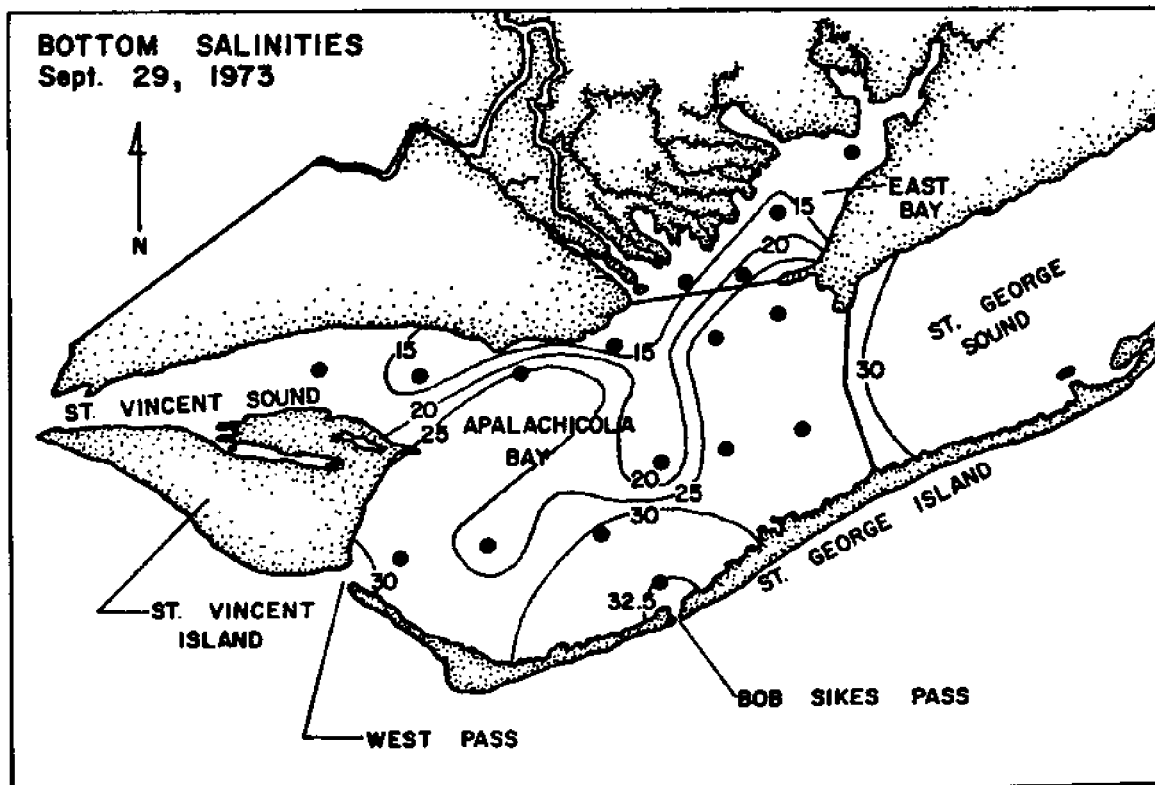 BOTTOM SALINITIES
Sept. 29, 1973
N
EAST
BAY
15
20
ST. GEORGE
SOUND
30
15
15
ST. VINCENT SOUND
20
25
APALACHICOLA
BAY
20
25
30
30
32.5
ST. GEORGE ISLAND
ST. VINCENT
ISLAND
BOB SIKES PASS
WEST PASS